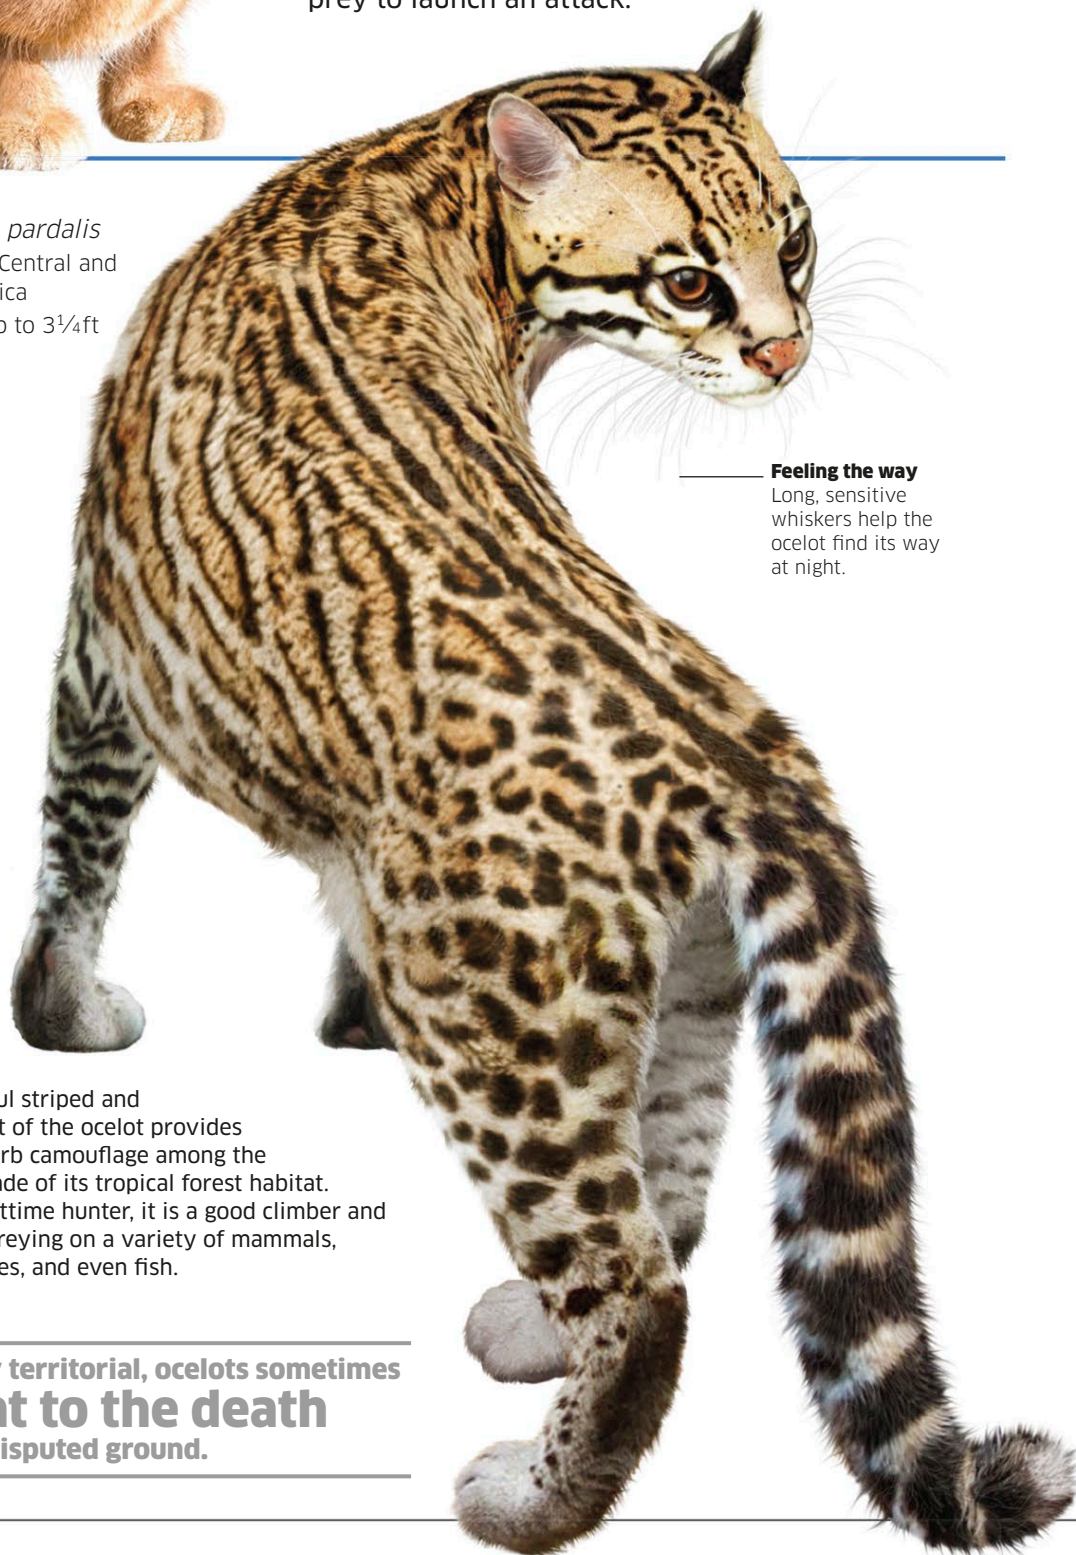 prey to launch an attack.
pardalis
Central and
ica
to 3¼ft
Feeling the way
Long, sensitive
whiskers help the
ocelot find its way
at night.
ul striped and
t of the ocelot provides
rb camouflage among the
de of its tropical forest habitat.
ttime hunter, it is a good climber and
reying on a variety of mammals,
es, and even fish.
territorial, ocelots sometimes
t to the death
isputed ground.